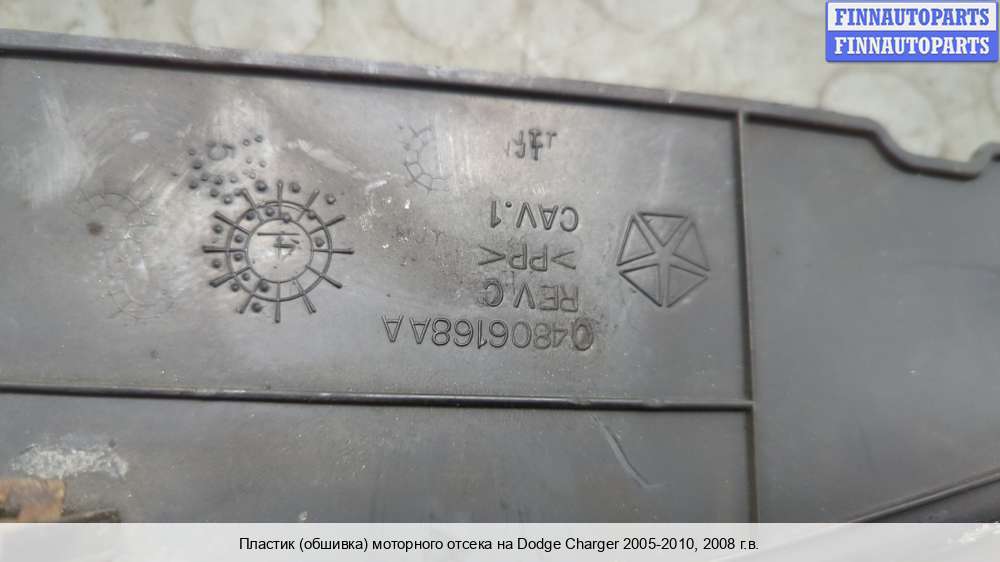 FINNAUTOPARTS
FINNAUTOPARTS
04806168AA
REV.C
>PP<
CAV.1
Пластик (обшивка) моторного отсека на Dodge Charger 2005-2010, 2008 г.в.